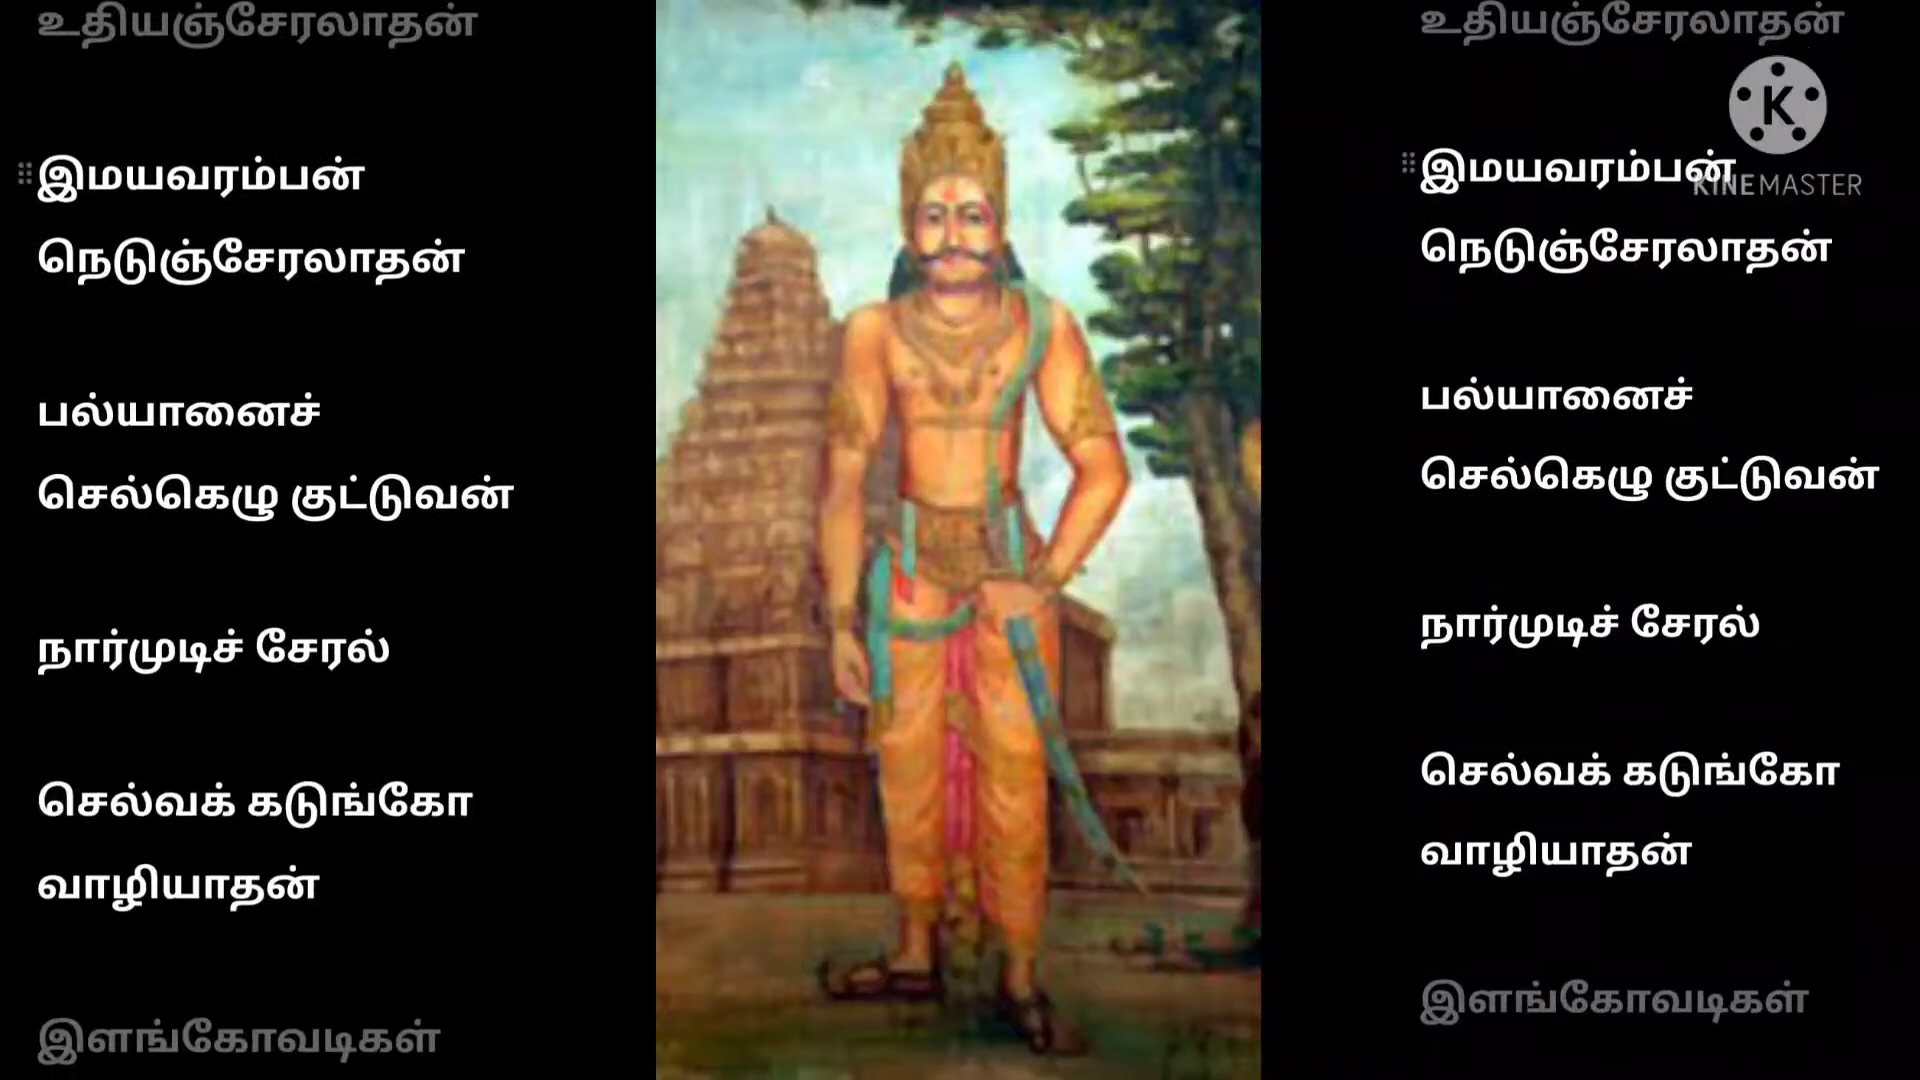 உதியஞ்சேரலாதன்
இமயவரம்பன்
நெடுஞ்சேரலாதன்
பல்யானைச்
செல்கெழு குட்டுவன்
நார்முடிச் சேரல்
செல்வக் கடுங்கோ
வாழியாதன்
இளங்கோவடிகள்
உதியஞ்சேரலாதன்
K
இமயவரம்பன்
KINEMASTER
நெடுஞ்சேரலாதன்
பல்யானைச்
செல்கெழு குட்டுவன்
நார்முடிச் சேரல்
செல்வக் கடுங்கோ
வாழியாதன்
இளங்கோவடிகள்